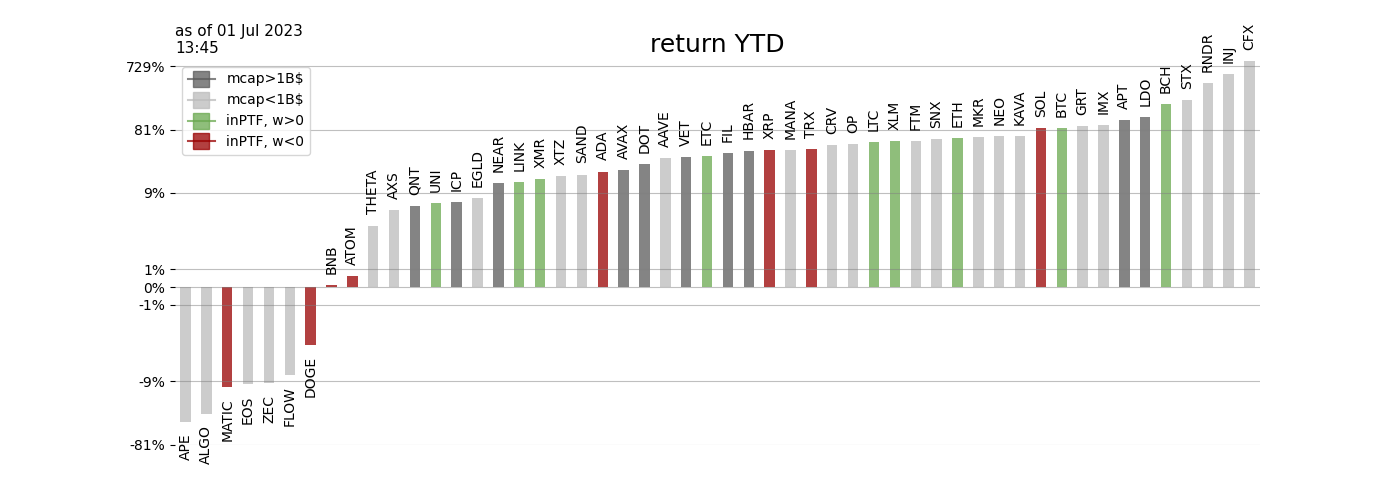 as of 01 Jul 2023
13:45
return YTD
729%
81%
9%
1%
0%
-1%
-9%
-81%
mcap>1B$
mcap<1B$
inPTF, w>0
inPTF, w<0
APE
ALGO
MATIC
EOS
ZEC
FLOW
DOGE
BNB
ATOM
THETA
AXS
QNT
UNI
ICP
EGLD
NEAR
LINK
XMR
XTZ
SAND
ADA
AVAX
DOT
AAVE
VET
ETC
FIL
HBAR
XRP
MANA
TRX
CRV
OP
LTC
XLM
FTM
SNX
ETH
MKR
NEO
KAVA
SOL
BTC
GRT
IMX
APT
LDO
BCH
STX
RNDR
INJ
CFX